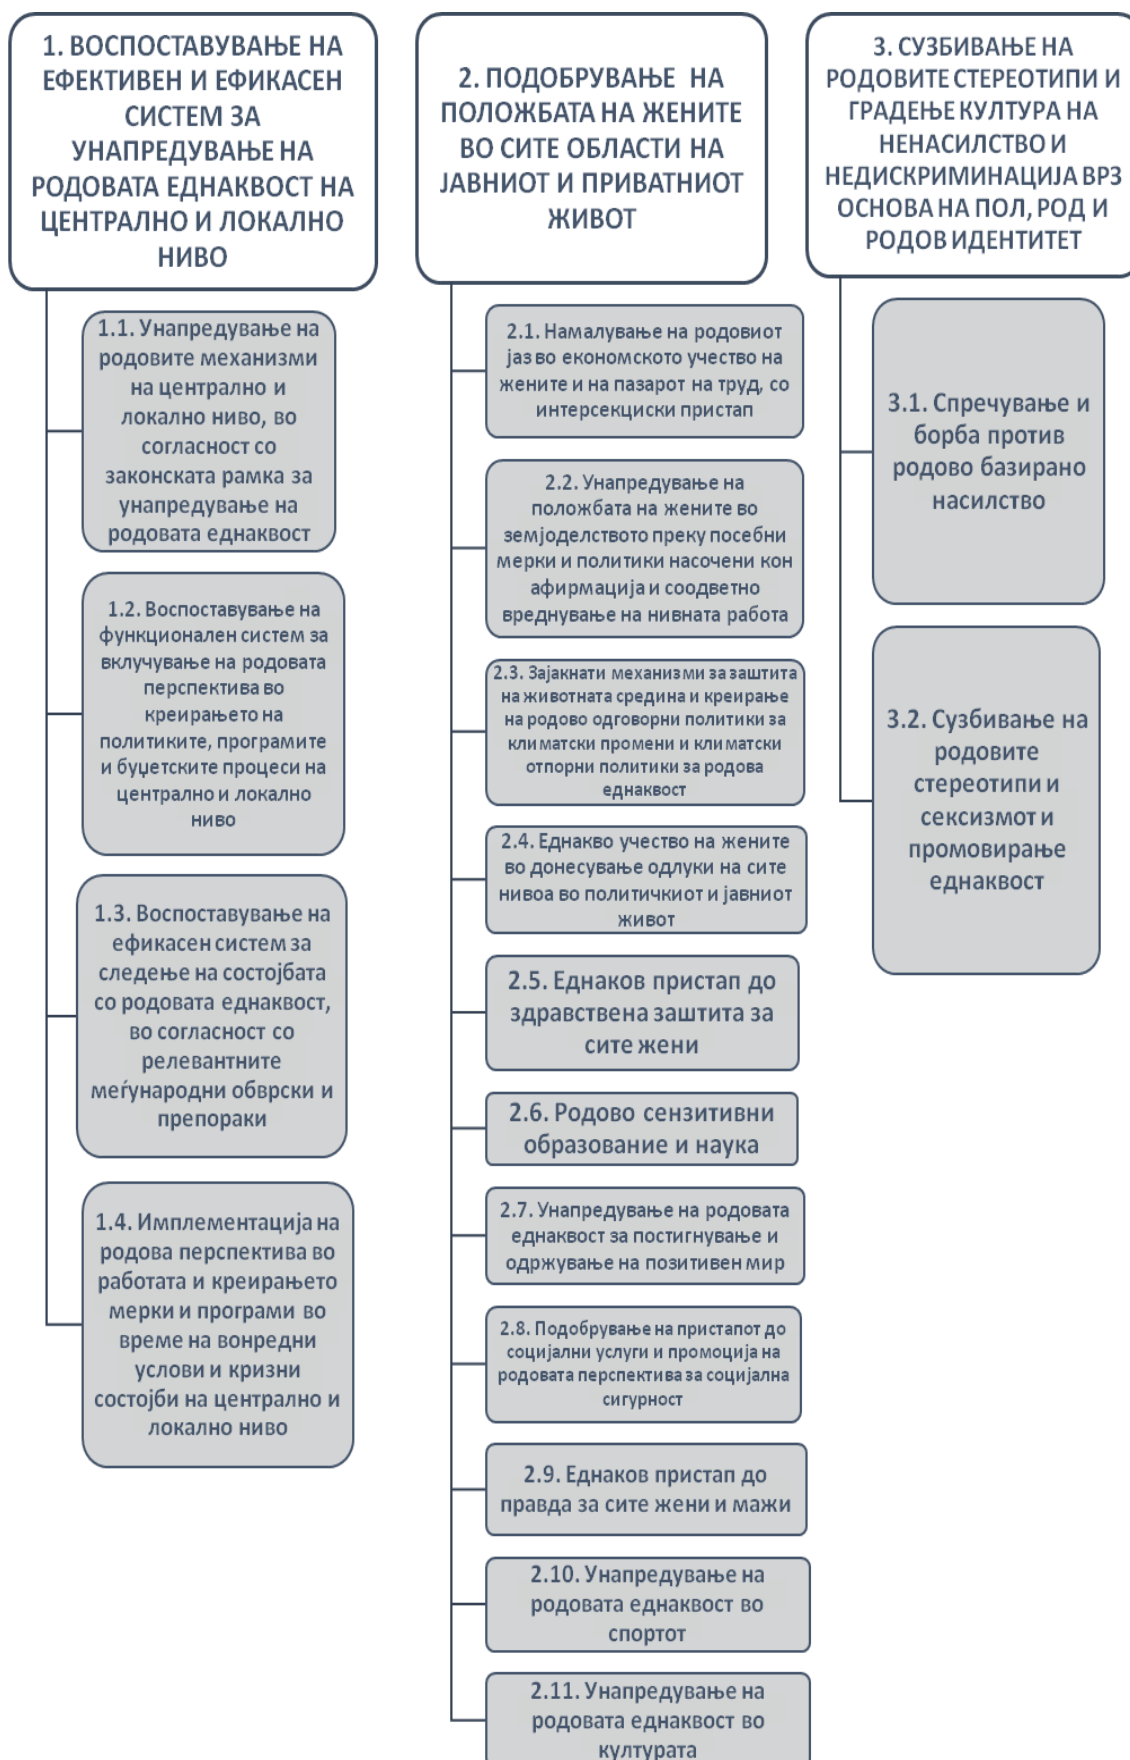 1. ВОСПОСТАВУВАЊЕ НА
ЕФЕКТИВЕН И ЕФИКАСЕН
СИСТЕМ ЗА
УНАПРЕДУВАЊЕ НА
РОДОВАТА ЕДНАКВОСТ НА
ЦЕНТРАЛНО И ЛОКАЛНО
НИВО
1.1. Унапредување на
родовите механизми
на централно и
локално ниво, во
согласност со
законската рамка за
унапредување на
родовата еднаквост
1.2. Воспоставување на
функционален систем за
вклучување на родовата
перспектива во
креирањето на
политиките, програмите
и буџетските процеси на
централно и локално
ниво
1.3. Воспоставување на
ефикасен систем за
следење на состојбата
со родовата еднаквост,
во согласност со
релевантните
меѓународни обврски и
препораки
1.4. Имплементација на
родова перспектива во
работата и креирањето
мерки и програми во
време на вонредни
услови и кризни
состојби на централно и
локално ниво
2. ПОДОБРУВАЊЕ НА
ПОЛОЖБАТА НА ЖЕНИТЕ
ВО СИТЕ ОБЛАСТИ НА
ЈАВНИОТ И ПРИВАТНИОТ
ЖИВОТ
2.1. Намалување на родовиот
јаз во економското учество на
жените и на пазарот на труд, со
интерсекциски пристап
2.2. Унапредување на
положбата на жените во
земјоделството преку посебни
мерки и политики насочени кон
афирмација и соодветно
вреднување на нивната работа
2.3. Зајакнати механизми за заштита
на животната средина и креирање
на родово одговорни политики за
климатски промени и климатски
отпорни политики за родова
еднаквост
2.4. Еднакво учество на жените
во донесување одлуки на сите
нивоа во политичкиот и јавниот
живот
2.5. Еднаков пристап до
здравствена заштита за
сите жени
2.6. Родово сензитивни
образование и наука
2.7. Унапредување на родовата
еднаквост за постигнување и
одржување на позитивен мир
2.8. Подобрување на пристапот до
социјални услуги и промоција на
родовата перспектива за социјална
сигурност
2.9. Еднаков пристап до
правда за сите жени и мажи
2.10. Унапредување на
родовата еднаквост во
спортот
2.11. Унапредување на
родовата еднаквост во
културата
3. СУЗБИВАЊЕ НА
РОДОВИТЕ СТЕРЕОТИПИ И
ГРАДЕЊЕ КУЛТУРА НА
НЕНАСИЛСТВО И
НЕДИСКРИМИНАЦИЈА ВРЗ
ОСНОВА НА ПОЛ, РОД И
РОДОВ ИДЕНТИТЕТ
3.1. Спречување и
борба против
родово базирано
насилство
3.2. Сузбивање на
родовите
стереотипи и
сексизмот и
промовирање
еднаквост